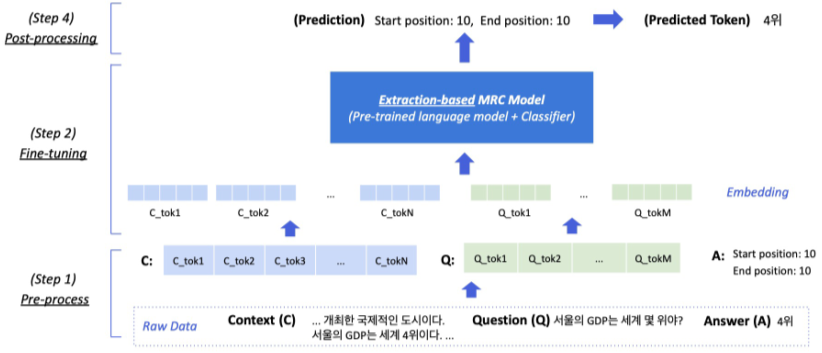 (Step 4)
Post-processing
(Prediction) Start position: 10, End position: 10
(Predicted Token) 4위
(Step 2)
Fine-tuning
Extraction-based MRC Model
(Pre-trained language model + Classifier)
... ...
Embedding
C_tok1 C_tok2 C_tokN Q_tok1 Q_tokM
(Step 1)
Pre-process
C: C_tok1 C_tok2 C_tok3 ... C_tokN
Q: Q_tok1 Q_tok2 ... Q_tokM
A: Start position: 10
End position: 10
Raw Data
Context (C) ... 개최한 국제적인 도시이다.
서울의 GDP는 세계 4위이다. ...
Question (Q) 서울의 GDP는 세계 몇 위야?
Answer (A) 4위